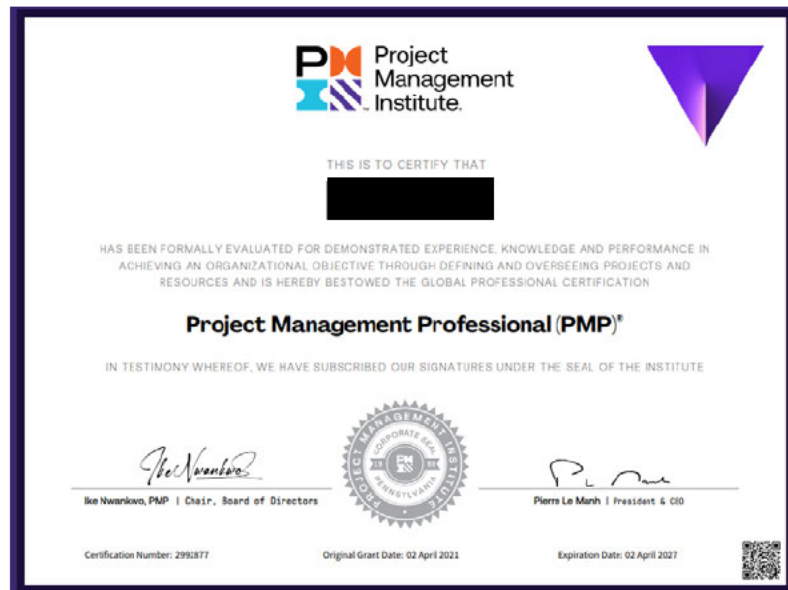 PM
Project
Management
Institute.
THIS IS TO CERTIFY THAT
HAS BEEN FORMALLY EVALUATED FOR DEMONSTRATED EXPERIENCE, KNOWLEDGE AND PERFORMANCE IN
ACHIEVING AN ORGANIZATIONAL OBJECTIVE THROUGH DEFINING AND OVERSEEING PROJECTS AND
RESOURCES AND IS HEREBY BESTOWED THE GLOBAL PROFESSIONAL CERTIFICATION
Project Management Professional (PMP)®
IN TESTIMONY WHEREOF, WE HAVE SUBSCRIBED OUR SIGNATURES UNDER THE SEAL OF THE INSTITUTE
PROJECT MANAGEMENT INSTITUTE
CORPORATE SEAL
PENNSYLVANIA
Ike Nwankwo
Ike Nwankwo, PMP | Chair, Board of Directors
Pierre Le Manh | President & CEO
Certification Number: 2992877
Original Grant Date: 02 April 2021
Expiration Date: 02 April 2027